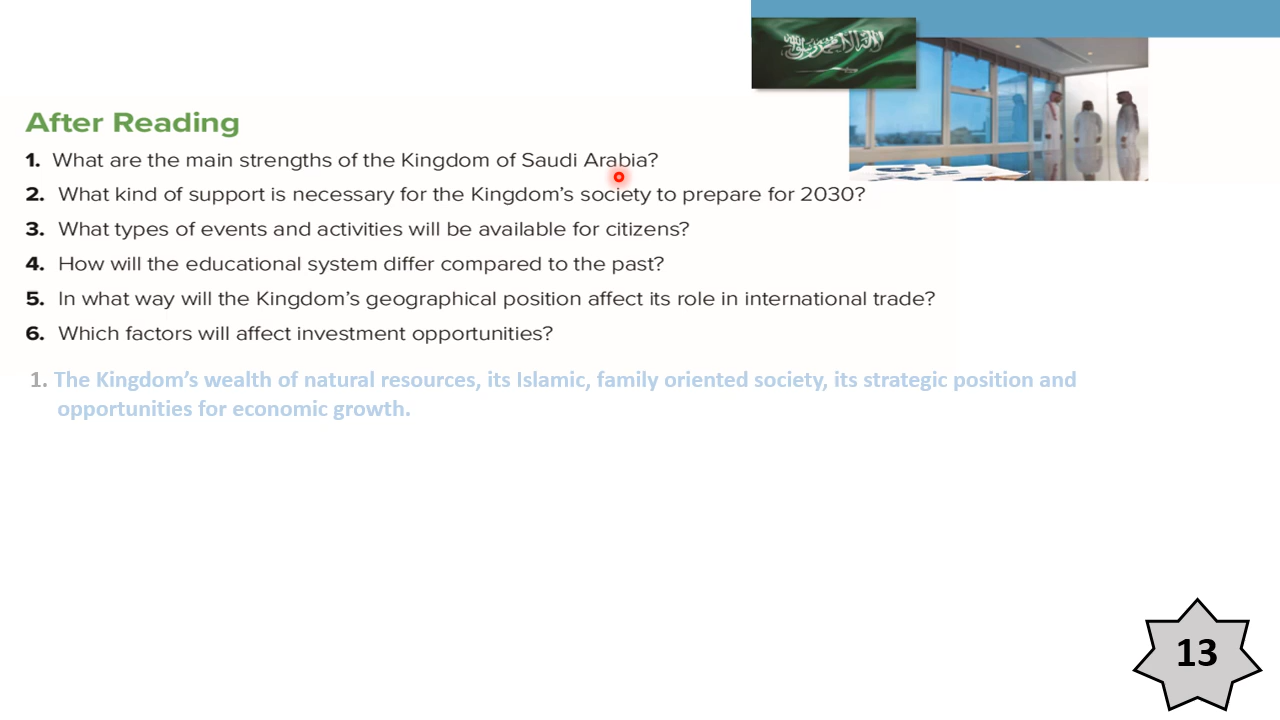 After Reading
1. What are the main strengths of the Kingdom of Saudi Arabia?
2. What kind of support is necessary for the Kingdom's society to prepare for 2030?
3. What types of events and activities will be available for citizens?
4. How will the educational system differ compared to the past?
5. In what way will the Kingdom's geographical position affect its role in international trade?
6. Which factors will affect investment opportunities?
1. The Kingdom's wealth of natural resources, its Islamic, family oriented society, its strategic position and
opportunities for economic growth.
13